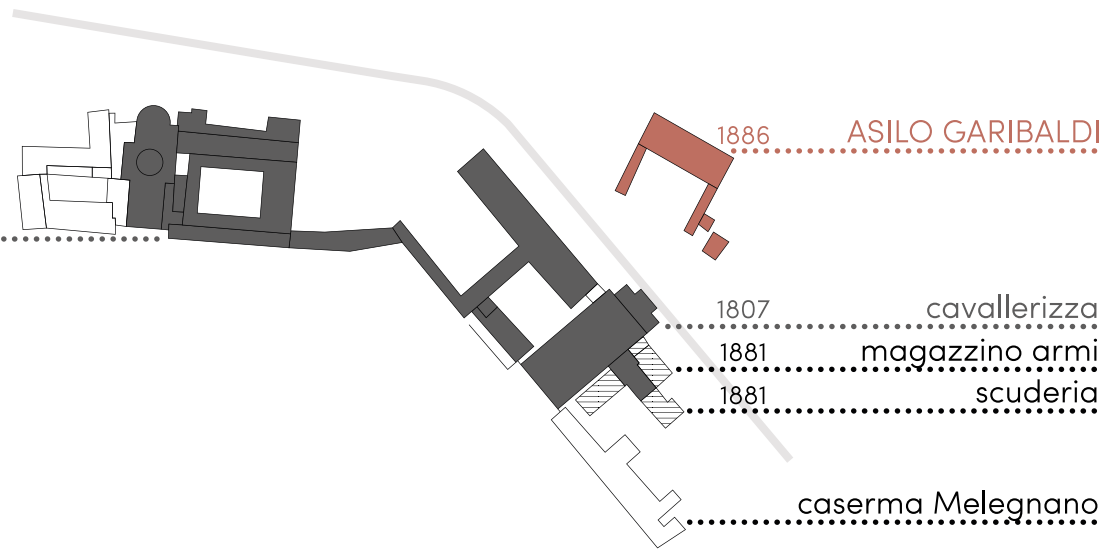 1886 ASILO GARIBALDI
1807 cavallerizza
1881 magazzino armi
1881 scuderia
caserma Melegnano